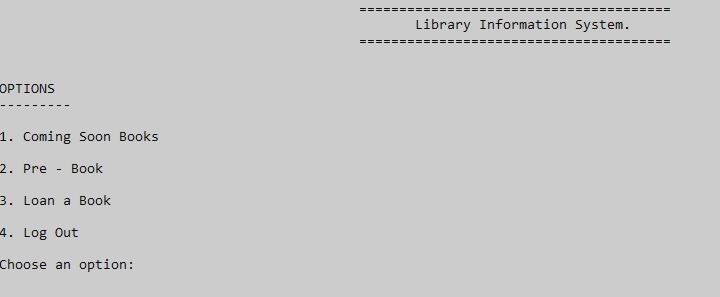 =======================================
Library Information System.
=======================================
OPTIONS
---------
1. Coming Soon Books
2. Pre - Book
3. Loan a Book
4. Log Out
Choose an option: